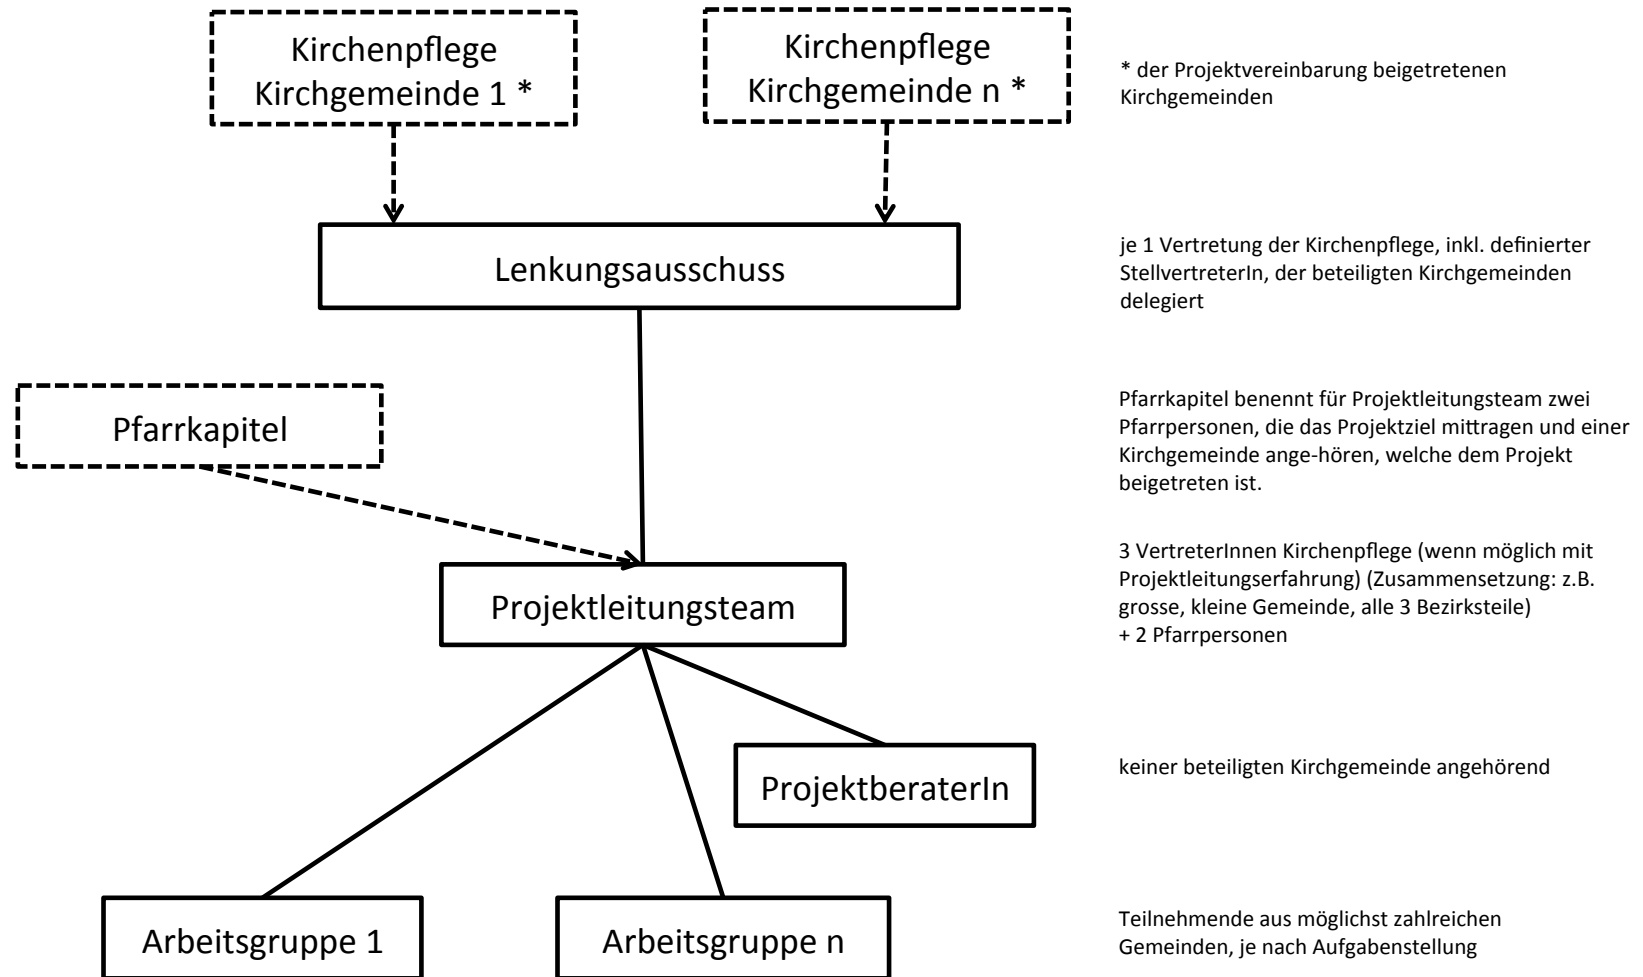 Kirchenpflege
Kirchgemeinde 1 *
Kirchenpflege
Kirchgemeinde n *
* der Projektvereinbarung beigetretenen
Kirchgemeinden
Lenkungsausschuss
je 1 Vertretung der Kirchenpflege, inkl. definierter
StellvertreterIn, der beteiligten Kirchgemeinden
delegiert
Pfarrkapitel
Pfarrkapitel benennt für Projektleitungsteam zwei
Pfarrpersonen, die das Projektziel mittragen und einer
Kirchgemeinde ange-hören, welche dem Projekt
beigetreten ist.
Projektleitungsteam
3 VertreterInnen Kirchenpflege (wenn möglich mit
Projektleitungserfahrung) (Zusammensetzung: z.B.
grosse, kleine Gemeinde, alle 3 Bezirksteile)
+ 2 Pfarrpersonen
ProjektberaterIn
keiner beteiligten Kirchgemeinde angehörend
Arbeitsgruppe 1
Arbeitsgruppe n
Teilnehmende aus möglichst zahlreichen
Gemeinden, je nach Aufgabenstellung